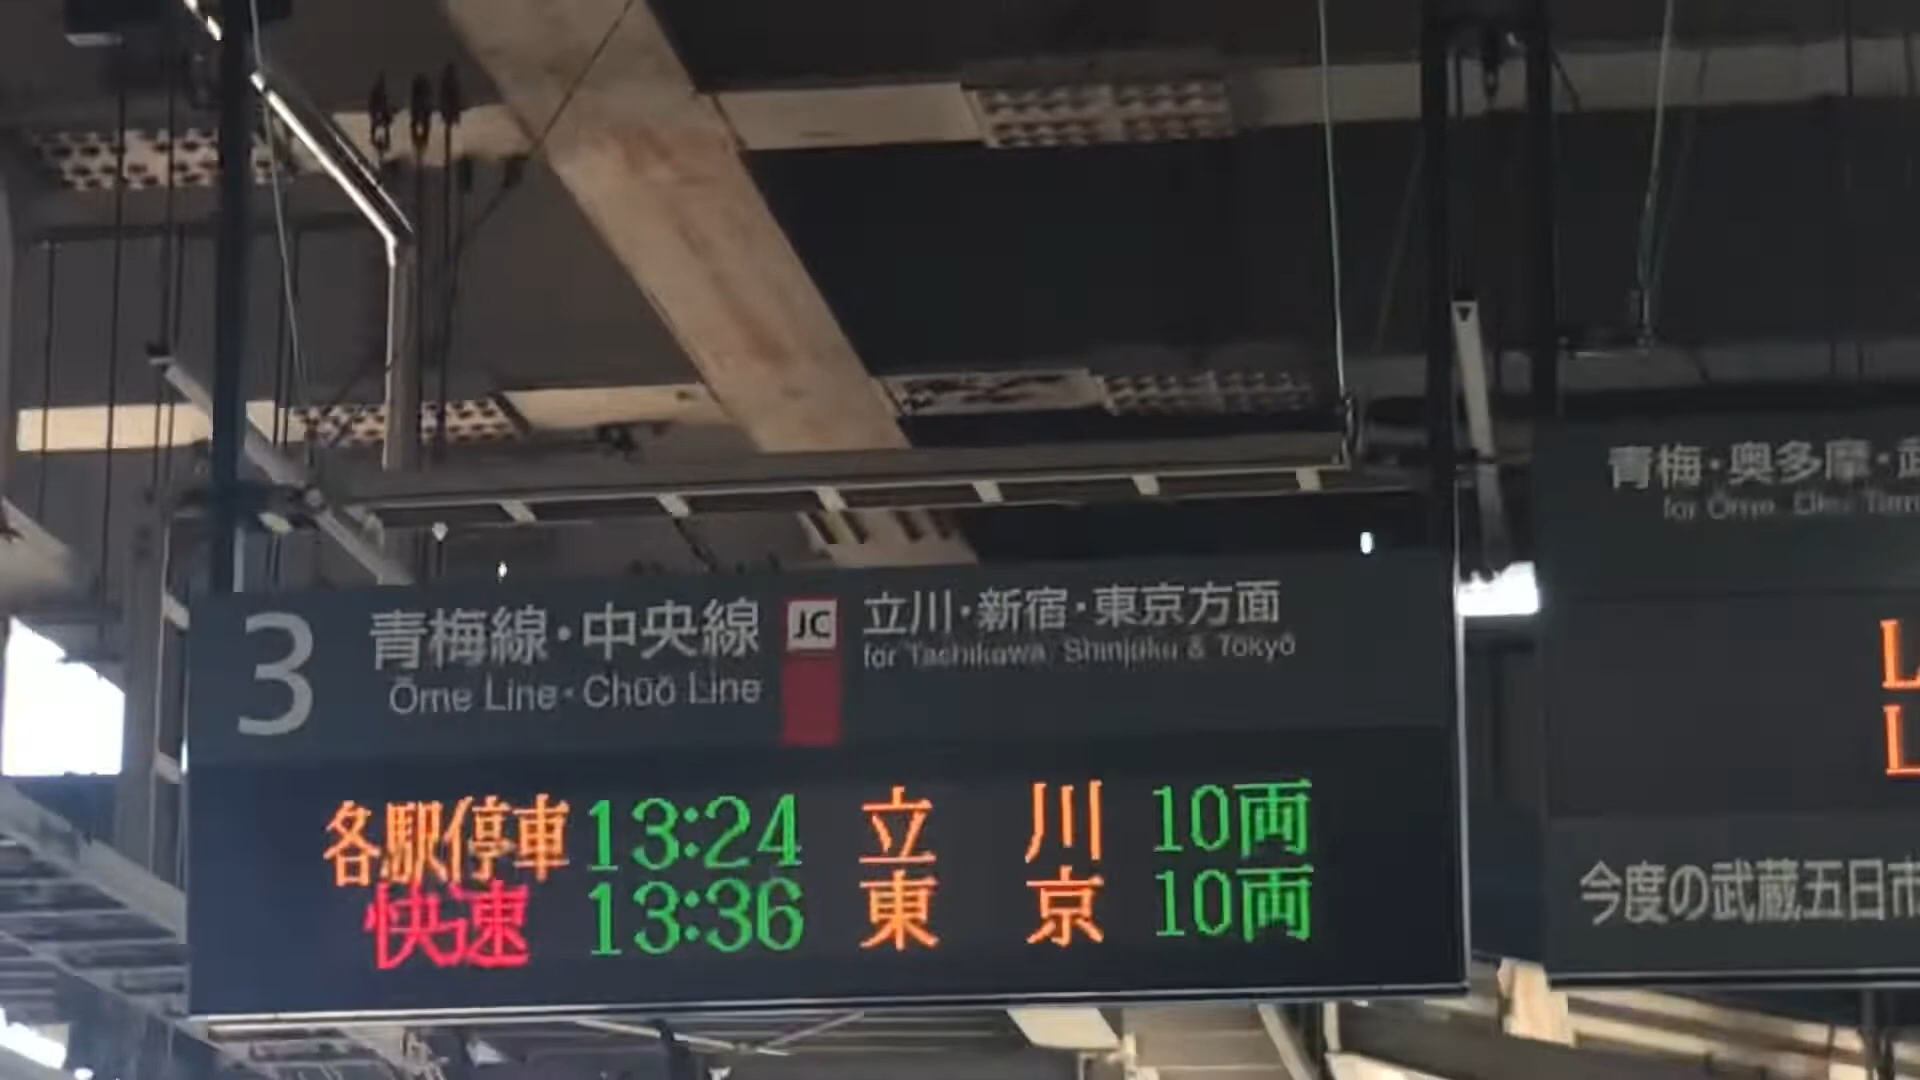 3
青梅線・中央線
Ōme Line・Chūō Line
JC
立川・新宿・東京方面
for Tachikawa, Shinjuku & Tōkyō
各駅停車 13:24 立川 10両
快速 13:36 東京 10両
青梅・奥多摩・武
for Ōme,
今度の武蔵五日市